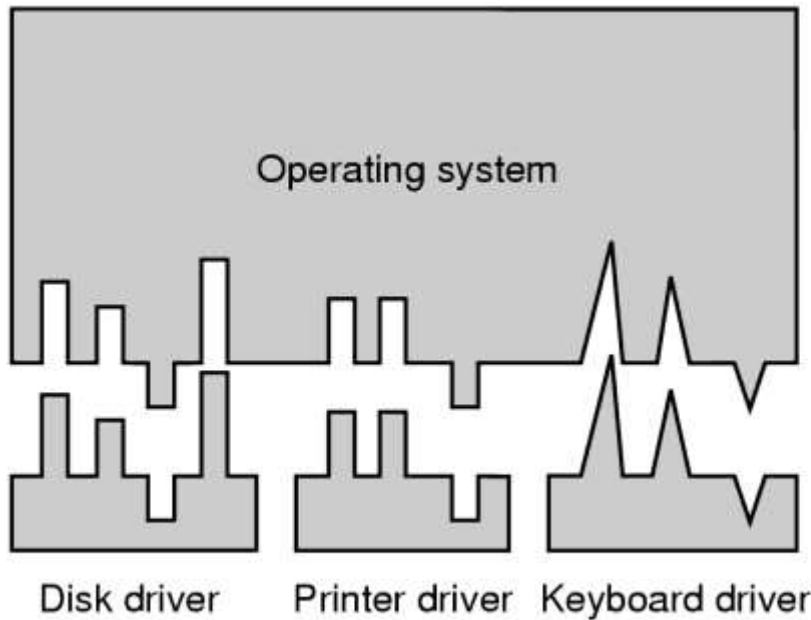 Operating system
Disk driver
Printer driver
Keyboard driver